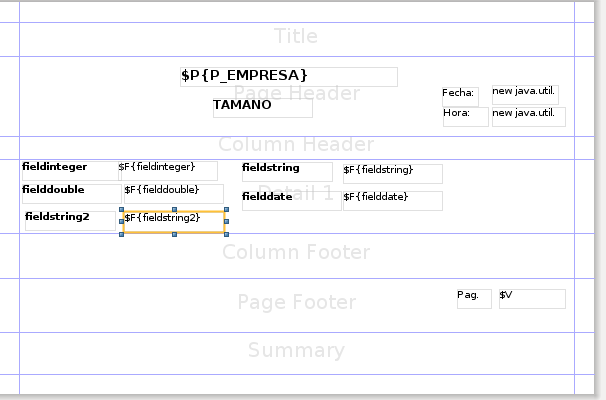 Title
$P{P_EMPRESA}
Page Header
Fecha: new java.util.
TAMANO
Hora: new java.util.
Column Header
fieldinteger $F{fieldinteger} fieldstring $F{fieldstring}
fielddouble $F{fielddouble} fielddate $F{fielddate}
Detail 1
fieldstring2 $F{fieldstring2}
Column Footer
Page Footer
Pag. $V
Summary